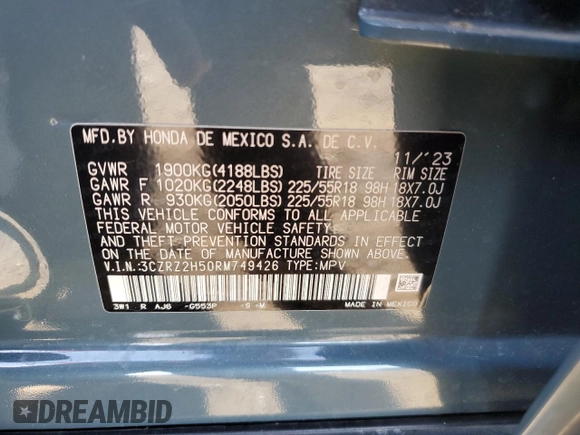 MFD. BY HONDA DE MEXICO S.A. DE C.V.
11/'23
GVWR 1900KG(4188LBS) TIRE SIZE RIM SIZE
GAWR F 1020KG(2248LBS) 225/55R18 98H 18X7.0J
GAWR R 930KG(2050LBS) 225/55R18 98H 18X7.0J
THIS VEHICLE CONFORMS TO ALL APPLICABLE
FEDERAL MOTOR VEHICLE SAFETY STANDARDS
IN EFFECT ON THE DATE OF MANUFACTURE SHOWN ABOVE.
V.I.N:3CZRZ2H50RM749426 TYPE:MPV
3W1 R AJ6 -G553P -S -M MADE IN MEXICO
DREAMBID